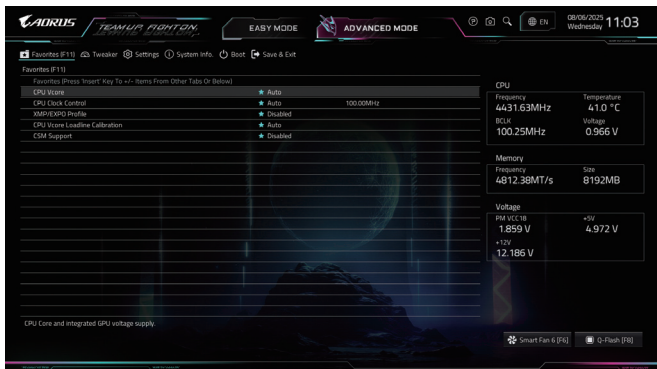 AORUS
TEAM UP. FIGHT ON.
EASY MODE
ADVANCED MODE
EN
08/06/2025
Wednesday
11:03
Favorites (F11)
Tweaker
Settings
System Info.
Boot
Save & Exit
Favorites (F11)
Favorites (Press 'Insert' Key To +/- Items From Other Tabs Or Below)
CPU Vcore ★ Auto
CPU Clock Control ★ Auto 100.00MHz
XMP/EXPO Profile ★ Disabled
CPU Vcore Loadline Calibration ★ Auto
CSM Support ★ Disabled
CPU Core and integrated GPU voltage supply.
CPU
Frequency Temperature
4431.63MHz 41.0 °C
BCLK Voltage
100.25MHz 0.966 V
Memory
Frequency Size
4812.38MT/s 8192MB
Voltage
PM VCC18 +5V
1.859 V 4.972 V
+12V
12.186 V
Smart Fan 6 [F6]
Q-Flash [F8]